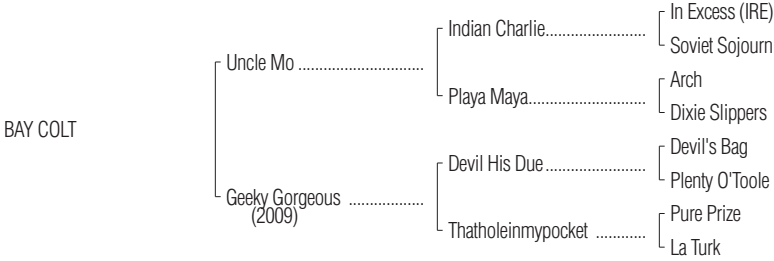 In Excess (IRE)
Indian Charlie........................
Soviet Sojourn
Uncle Mo ..............................
Arch
Playa Maya............................
Dixie Slippers
BAY COLT
Devil's Bag
Devil His Due........................
Plenty O'Toole
Geeky Gorgeous ..................
(2009)
Pure Prize
Thatholeinmypocket ............
La Turk